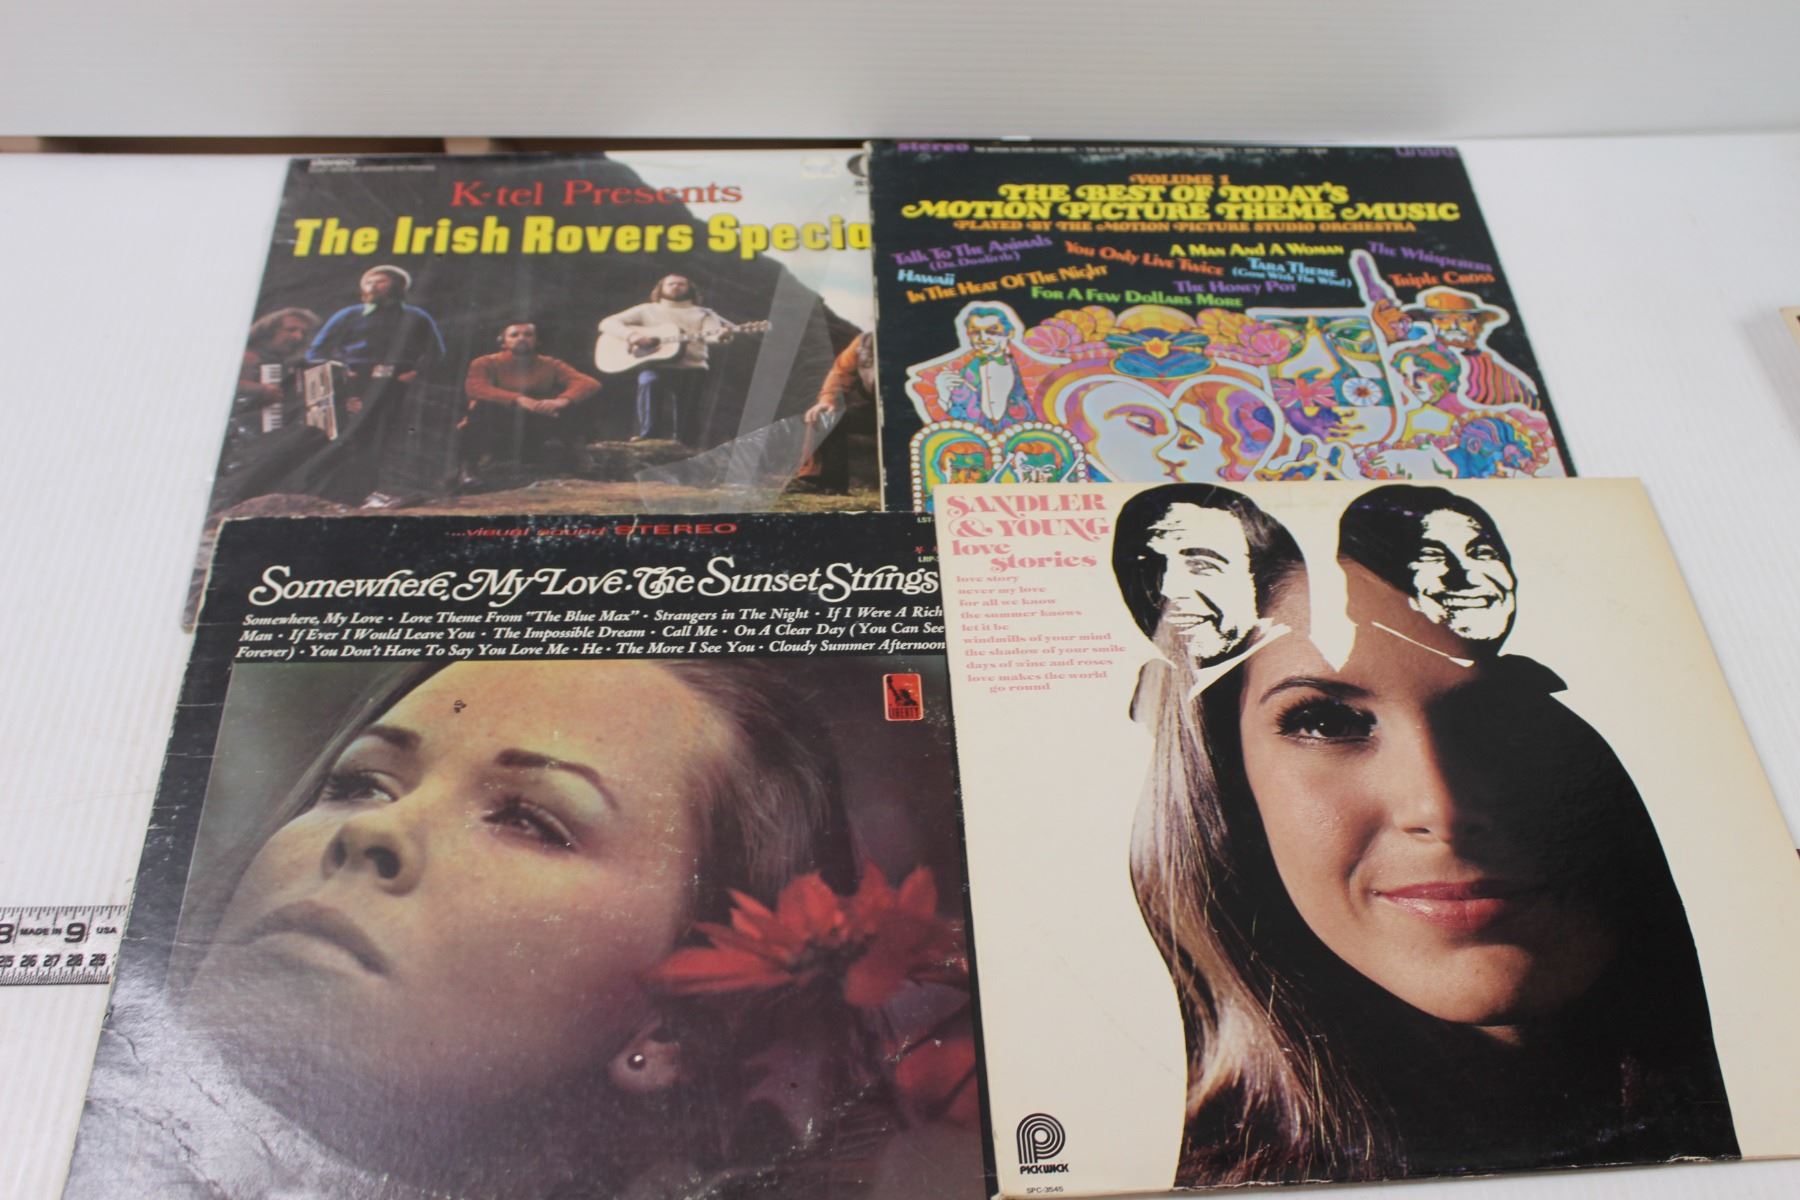 stereo
K-tel Presents
The Irish Rovers Specia
stereo
VOLUME 1
THE BEST OF TODAY'S
MOTION PICTURE THEME MUSIC
PLAYED BY THE MOTION PICTURE STUDIO ORCHESTRA
Talk To The Animals
(Dr. Doolittle)
You Only Live Twice
A Man And A Woman
The Whisperers
Hawaii
In The Heat Of The Night
Tara Theme
(Gone With The Wind)
Triple Cross
The Honey Pot
For A Few Dollars More
...visual sound STEREO
Somewhere, My Love • The Sunset Strings
Somewhere, My Love • Love Theme From "The Blue Max" • Strangers in The Night • If I Were A Rich
Man • If Ever I Would Leave You • The Impossible Dream • Call Me • On A Clear Day (You Can See
Forever) • You Don't Have To Say You Love Me • He • The More I See You • Cloudy Summer Afternoon
LIBERTY
SANDLER
& YOUNG
love
stories
love story
never my love
for all we know
the summer knows
let it be
windmills of your mind
the shadow of your smile
days of wine and roses
love makes the world
go round
PICKWICK
SPC-3545
8 MADE IN 9 USA
25 26 27 28 29